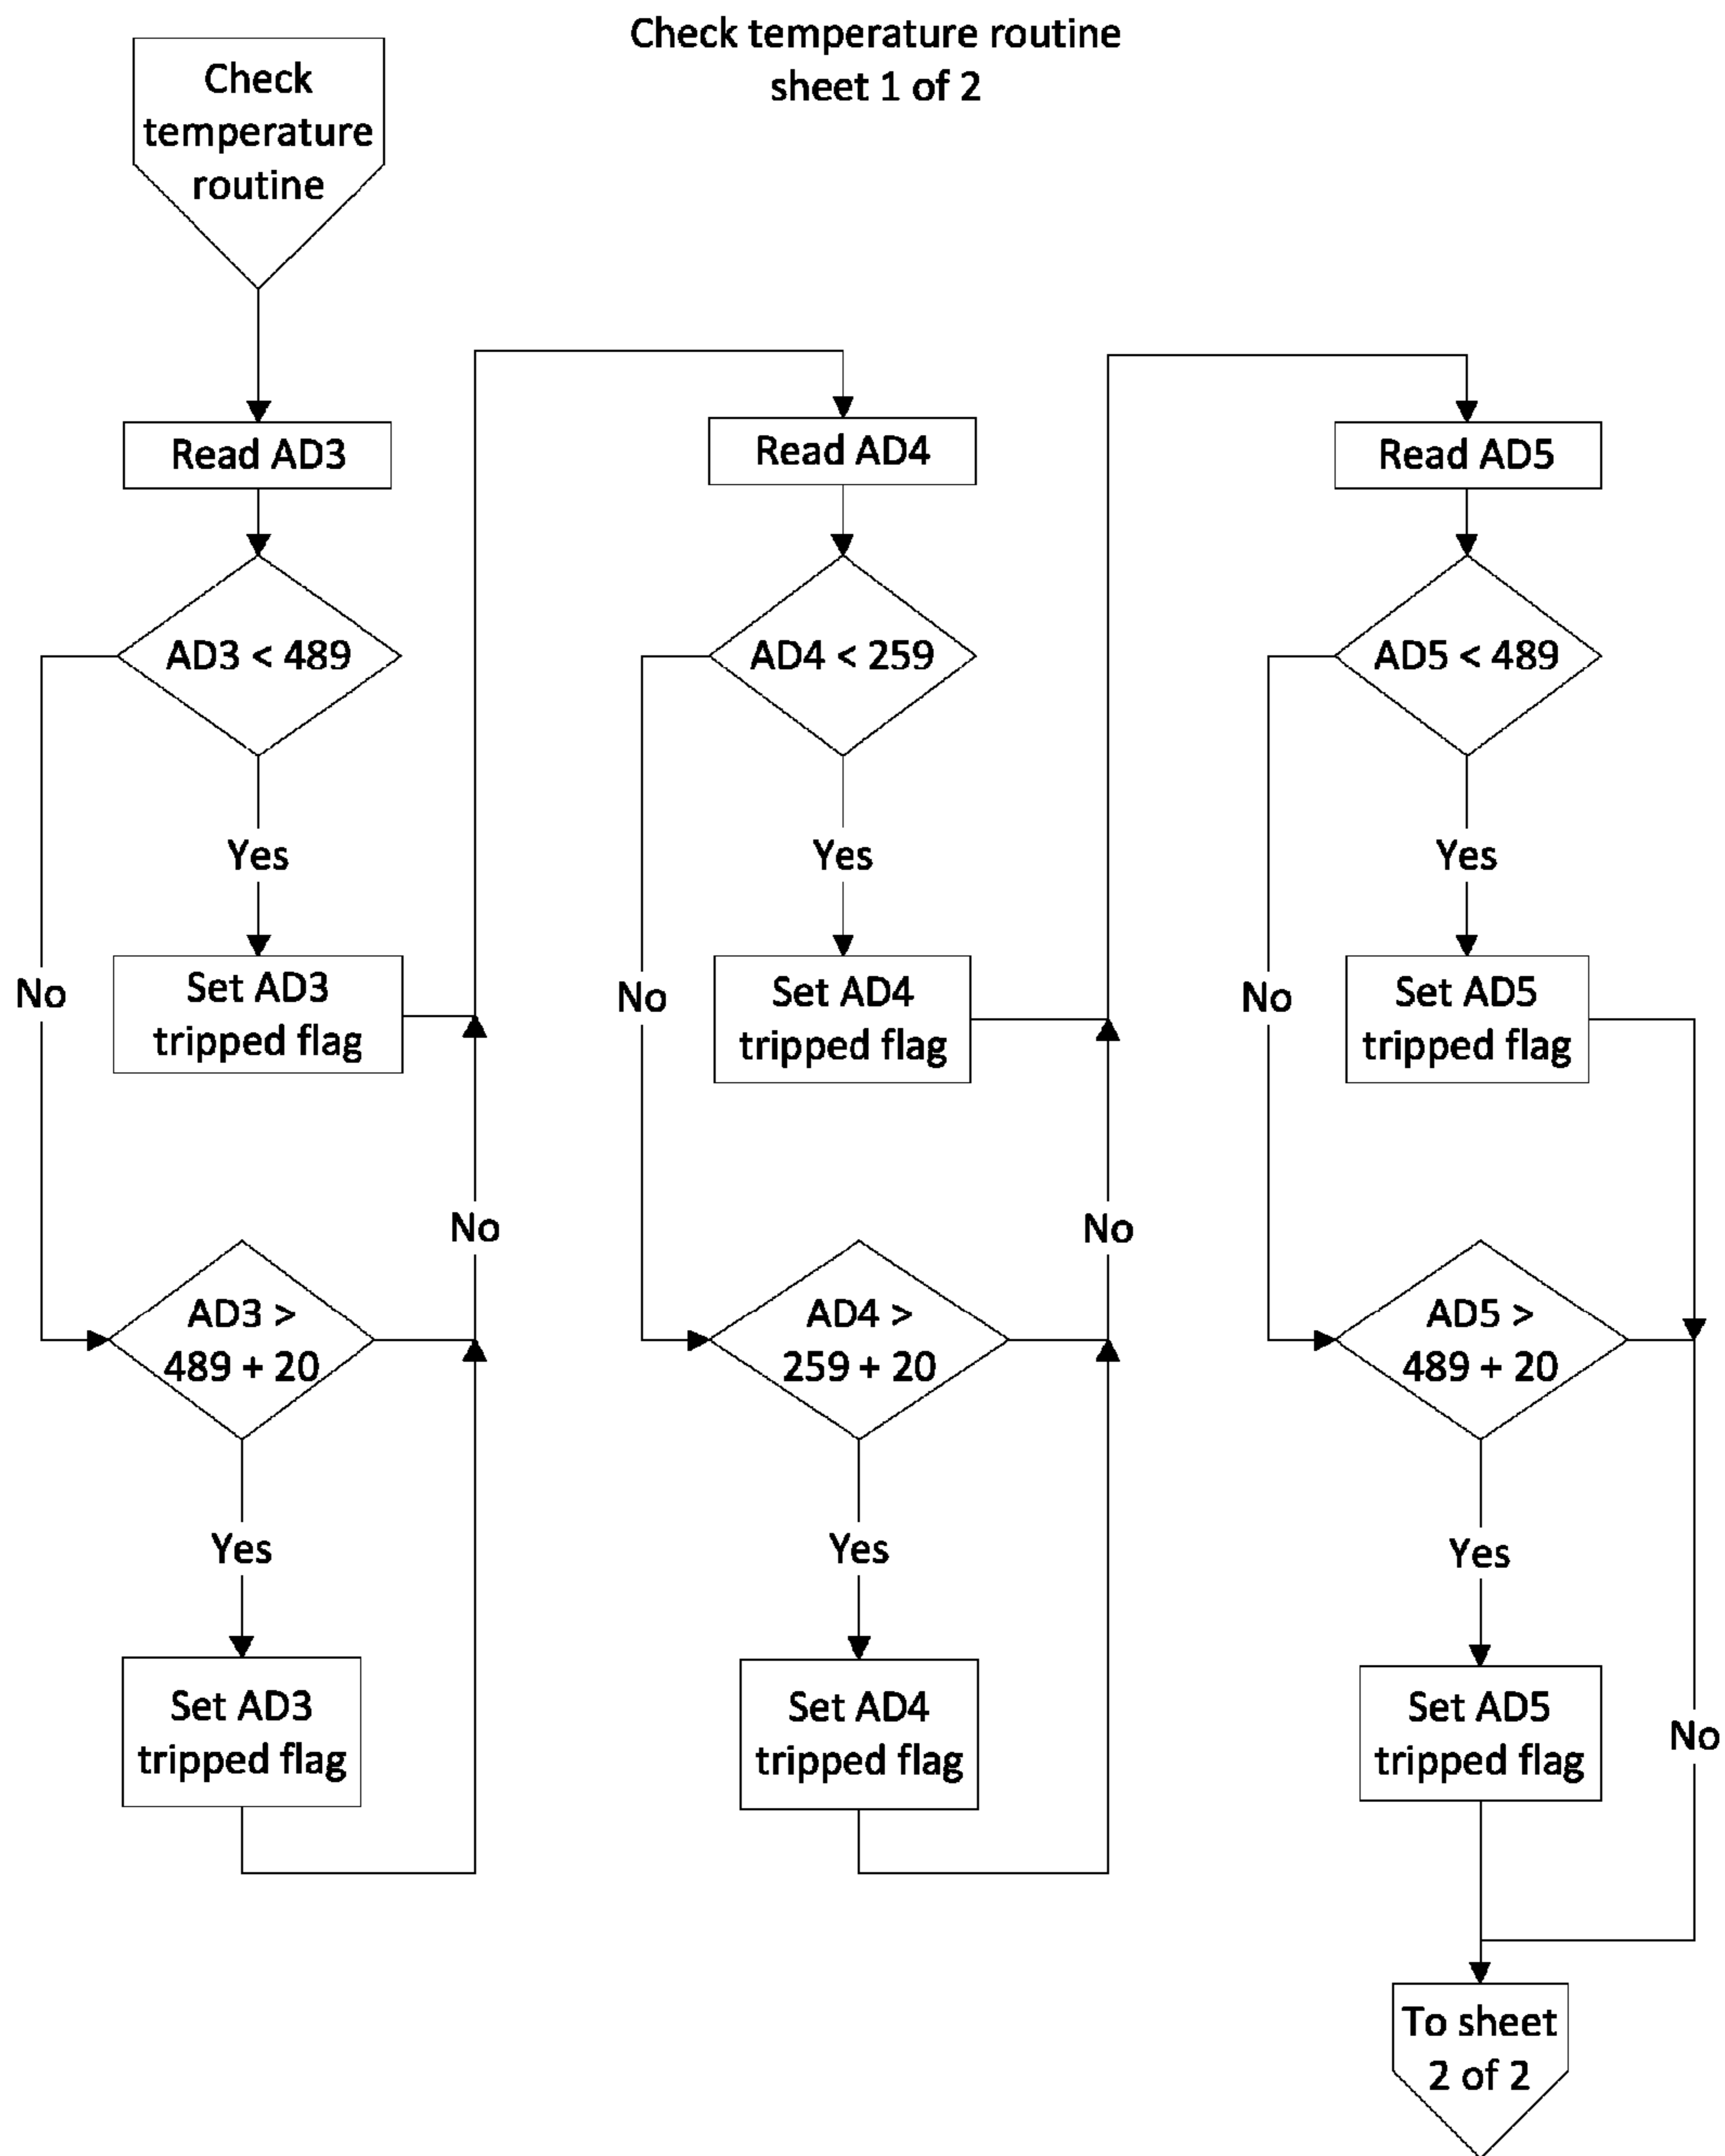 Check temperature routine
sheet 1 of 2
Check
temperature
routine
Read AD3
AD3 < 489
Yes
No
Set AD3
tripped flag
No
AD3 >
489 + 20
Yes
Set AD3
tripped flag
Read AD4
AD4 < 259
Yes
No
Set AD4
tripped flag
No
AD4 >
259 + 20
Yes
Set AD4
tripped flag
Read AD5
AD5 < 489
Yes
No
Set AD5
tripped flag
AD5 >
489 + 20
Yes
Set AD5
tripped flag
No
To sheet
2 of 2